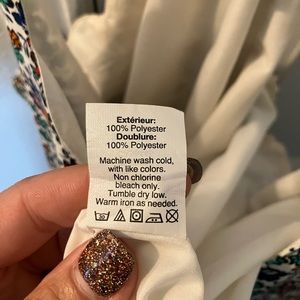 Extérieur:
100% Polyester
Doublure:
100% Polyester
Machine wash cold,
with like colors.
Non chlorine
bleach only.
Tumble dry low.
Warm iron as needed.